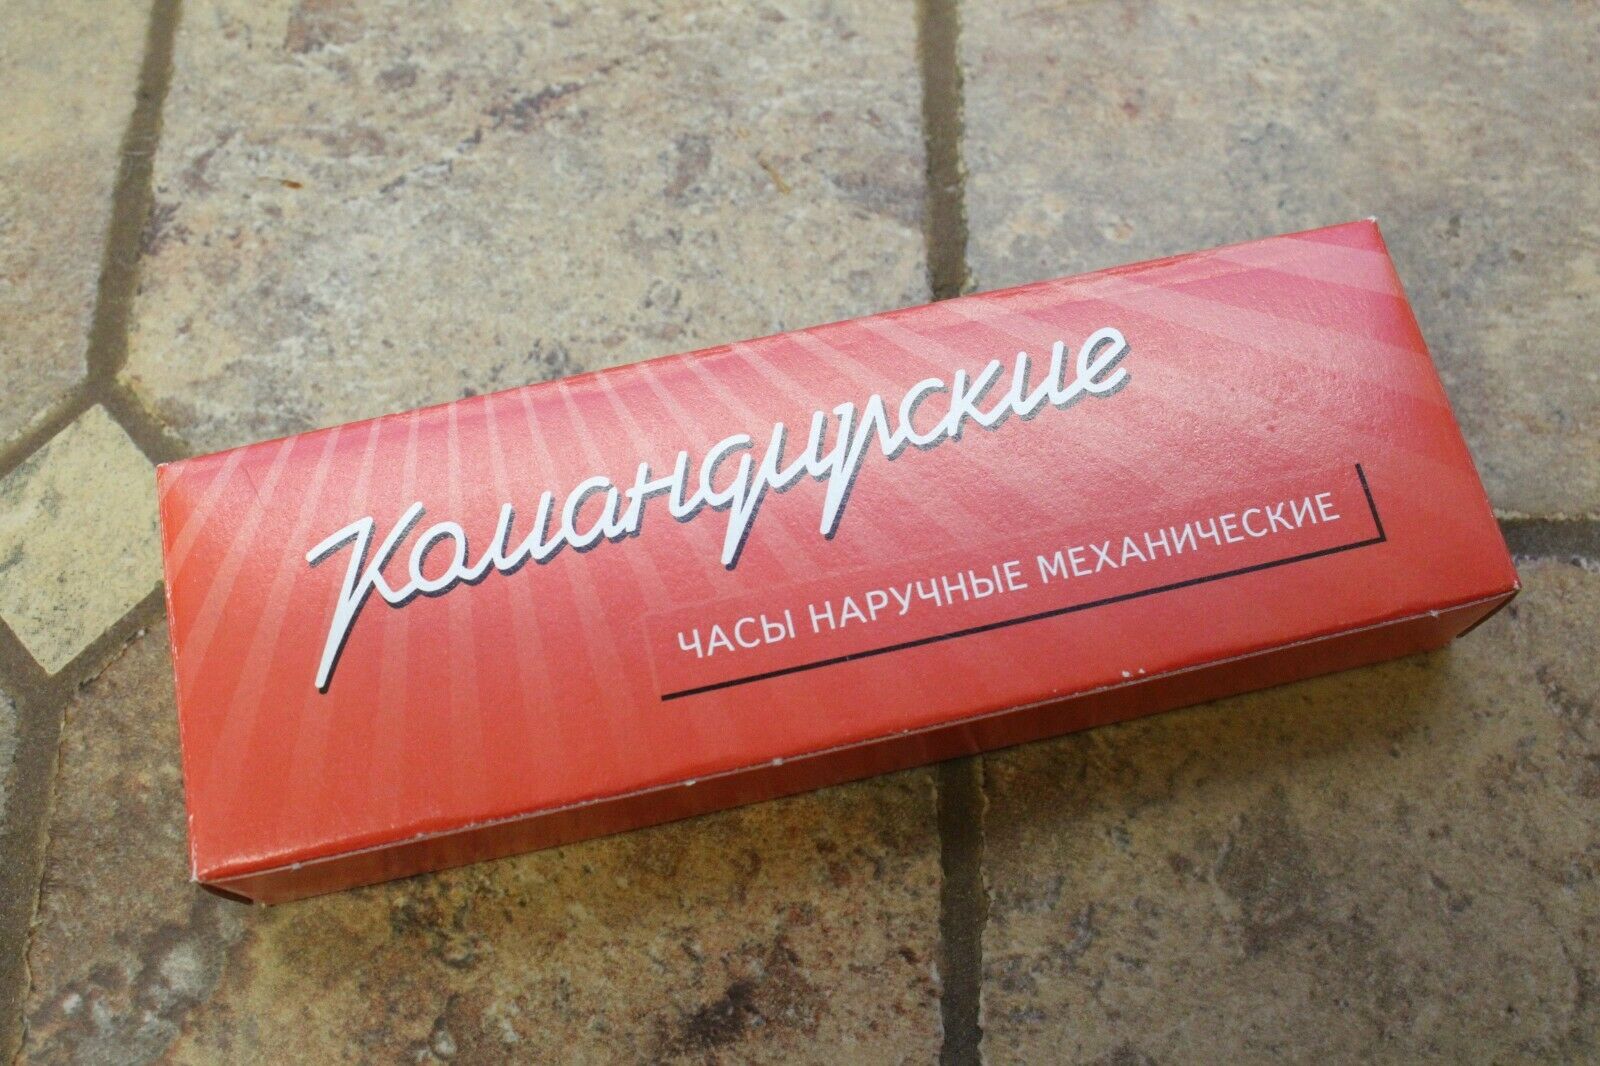 Командирские
ЧАСЫ НАРУЧНЫЕ МЕХАНИЧЕСКИЕ